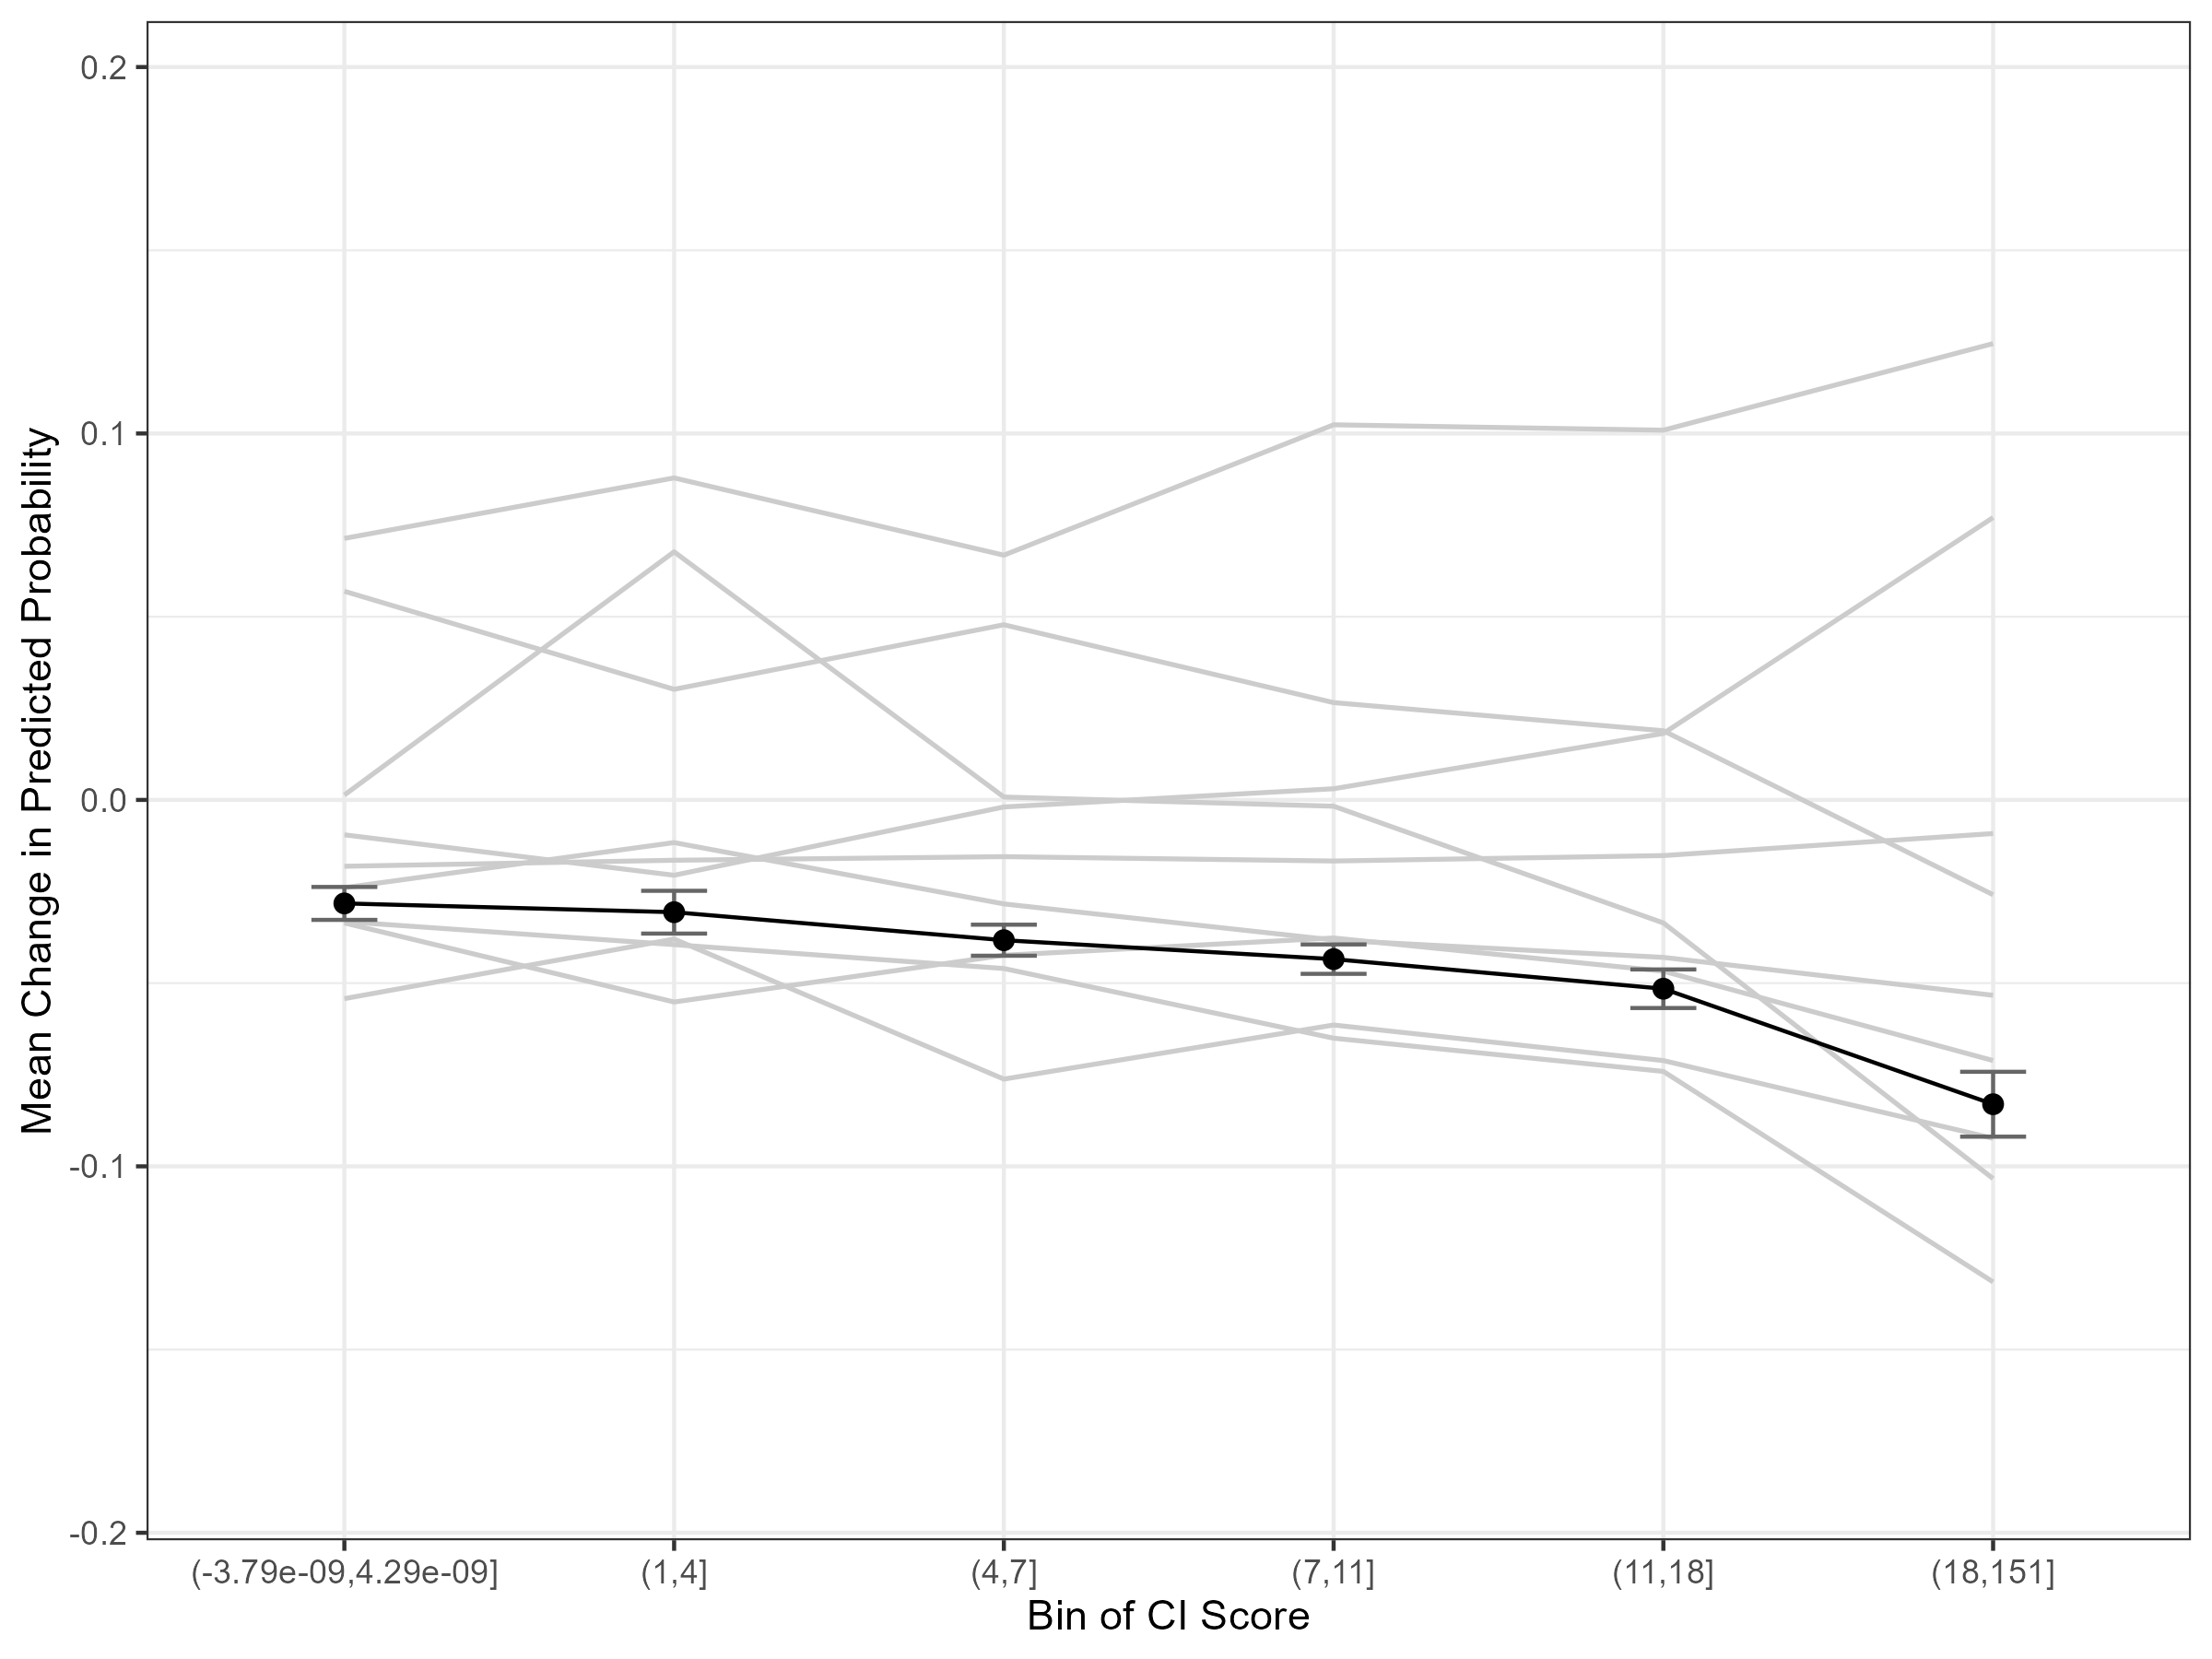 Mean Change in Predicted Probability
0.2
0.1
0.0
-0.1
-0.2
(-3.79e-09,4.29e-09] (1,4] (4,7] (7,11] (11,18] (18,151]
Bin of CI Score